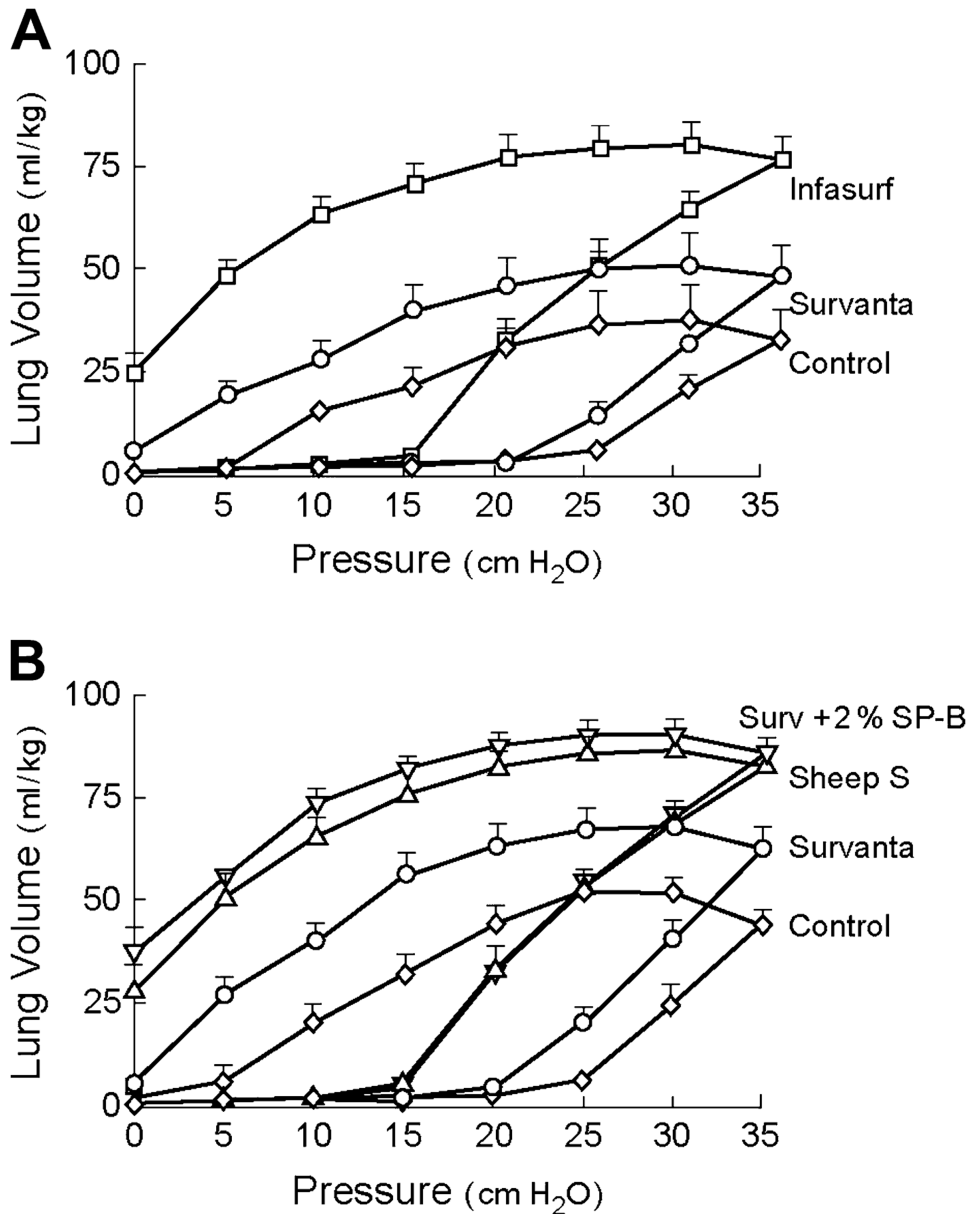 A
100
75
50
25
0
Lung Volume (ml/kg)
Infasurf
Survanta
Control
0 5 10 15 20 25 30 35
Pressure (cm H₂O)
B
100
75
50
25
0
Lung Volume (ml/kg)
Surv +2% SP-B
Sheep S
Survanta
Control
0 5 10 15 20 25 30 35
Pressure (cm H₂O)